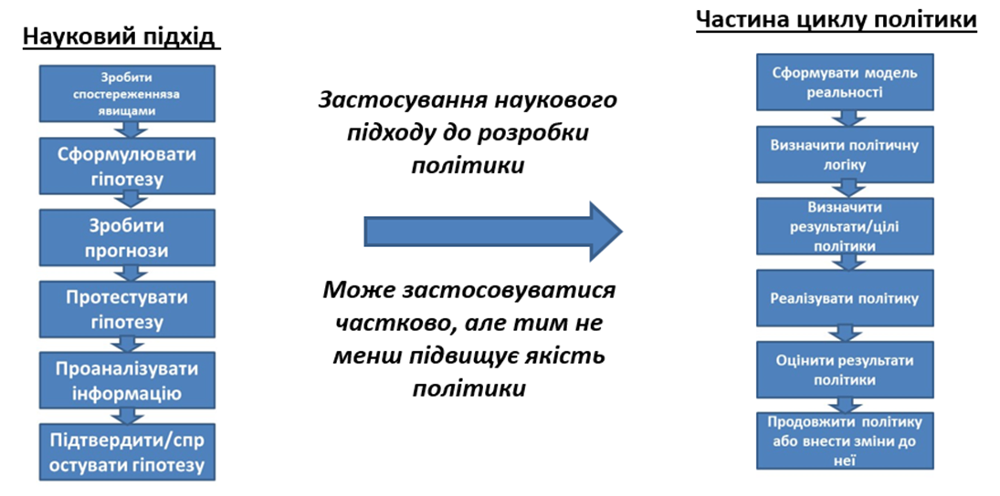 Науковий підхід
Зробити
спостереженняза
явищами
Сформулювати
гіпотезу
Зробити
прогнози
Протестувати
гіпотезу
Проаналізувати
інформацію
Підтвердити/спр
остувати гіпотезу
Застосування наукового
підходу до розробки
політики
Може застосовуватися
частково, але тим не
менш підвищує якість
політики
Частина циклу політики
Сформувати модель
реальності
Визначити політичну
логіку
Визначити
результати/цілі
політики
Реалізувати політику
Оцінити результати
політики
Продовжити політику
або внести зміни до
неї